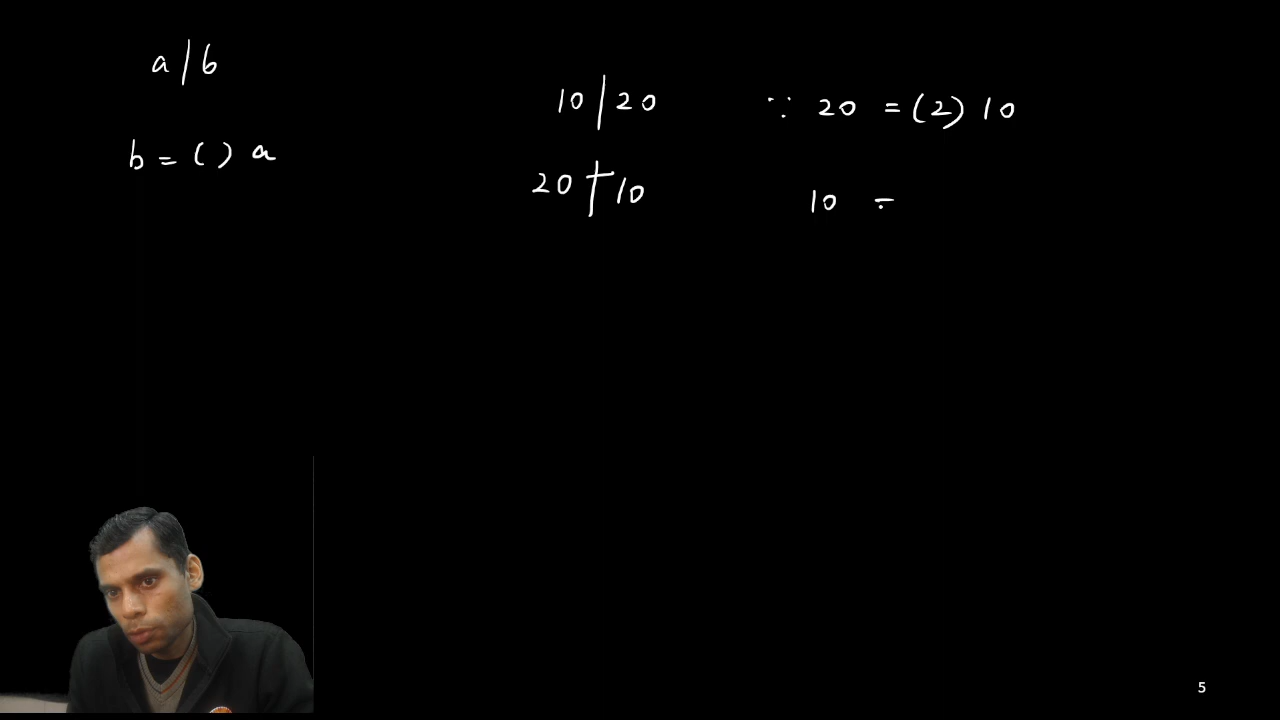 a | b
10 | 20 ∵ 20 = (2) 10
b = ( ) a
20 ∤ 10 10 =
5